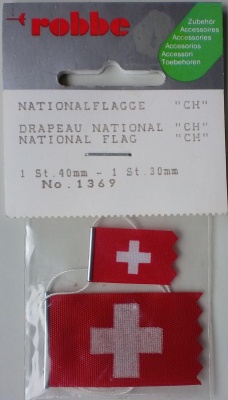 robbe
Zubehör
Accessoires
Accessories
Accesorios
Accessori
Toebehoren
NATIONALFLAGGE "CH"
DRAPEAU NATIONAL "CH"
NATIONAL FLAG "CH"
1 St.40mm - 1 St.30mm
No.1369